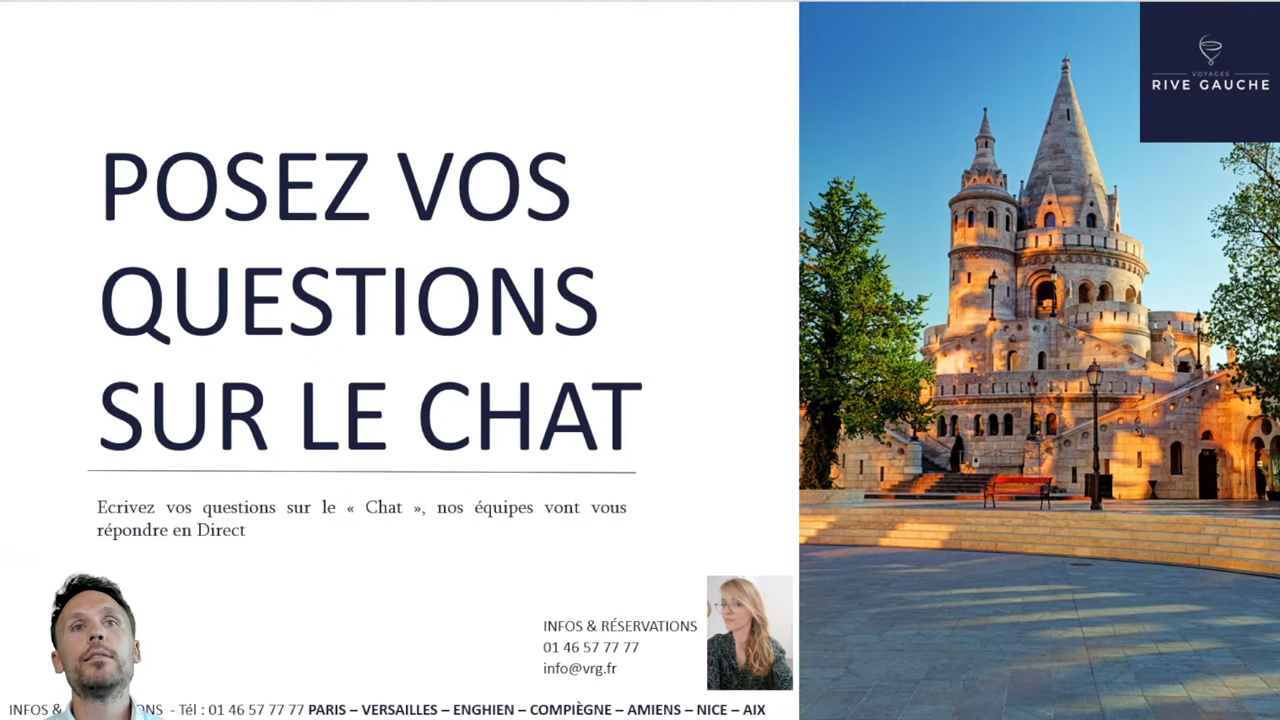 VOYAGES
RIVE GAUCHE
POSEZ VOS
QUESTIONS
SUR LE CHAT
Ecrivez vos questions sur le « Chat », nos équipes vont vous
répondre en Direct
INFOS & RÉSERVATIONS
01 46 57 77 77
info@vrg.fr
INFOS & - Tél : 01 46 57 77 77 PARIS – VERSAILLES – ENGHIEN – COMPIÈGNE – AMIENS – NICE – AIX